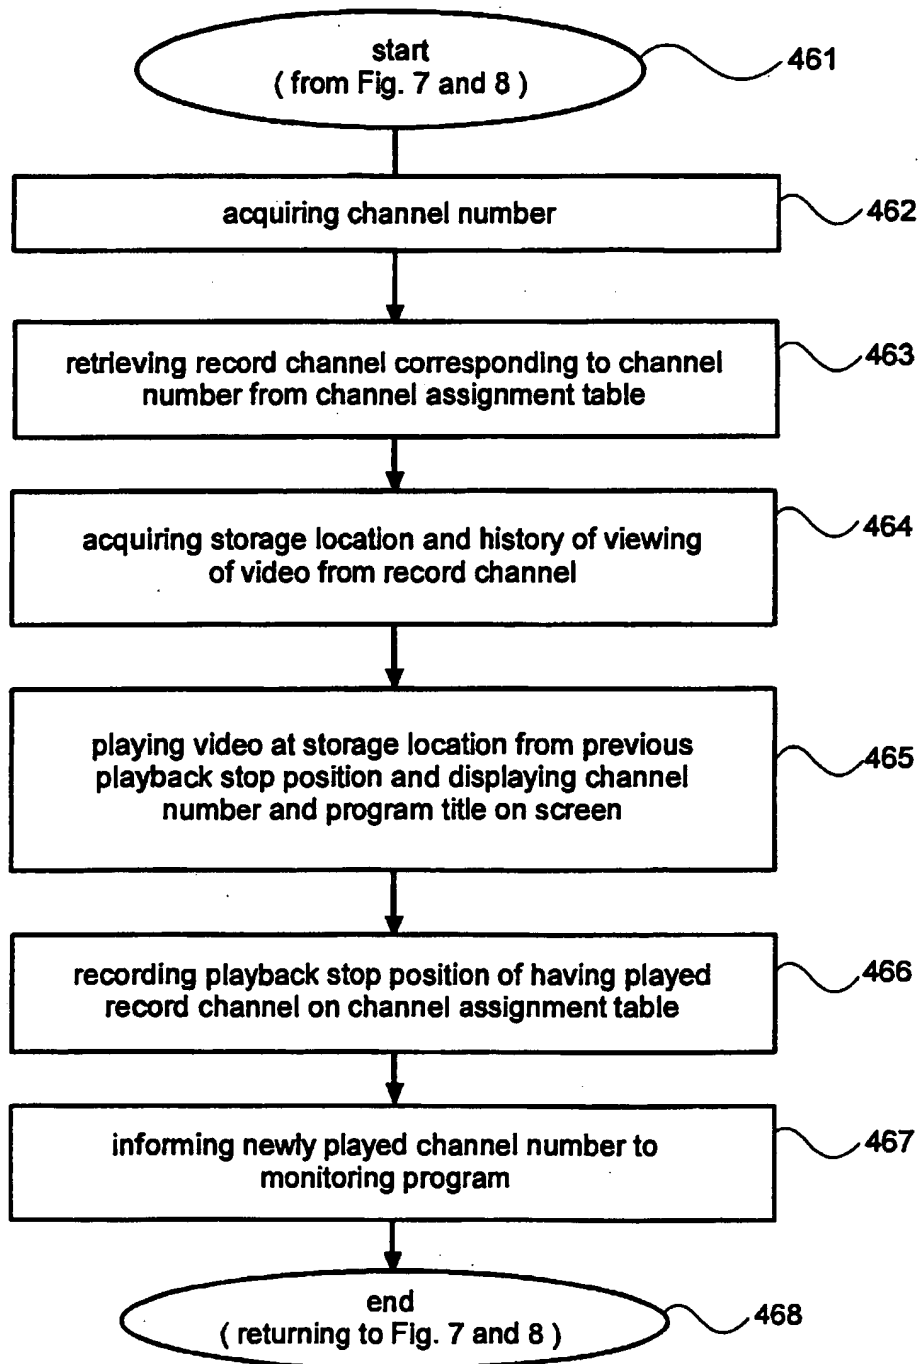 start
( from Fig. 7 and 8 )
461
acquiring channel number
462
retrieving record channel corresponding to channel
number from channel assignment table
463
acquiring storage location and history of viewing
of video from record channel
464
playing video at storage location from previous
playback stop position and displaying channel
number and program title on screen
465
recording playback stop position of having played
record channel on channel assignment table
466
informing newly played channel number to
monitoring program
467
end
( returning to Fig. 7 and 8 )
468